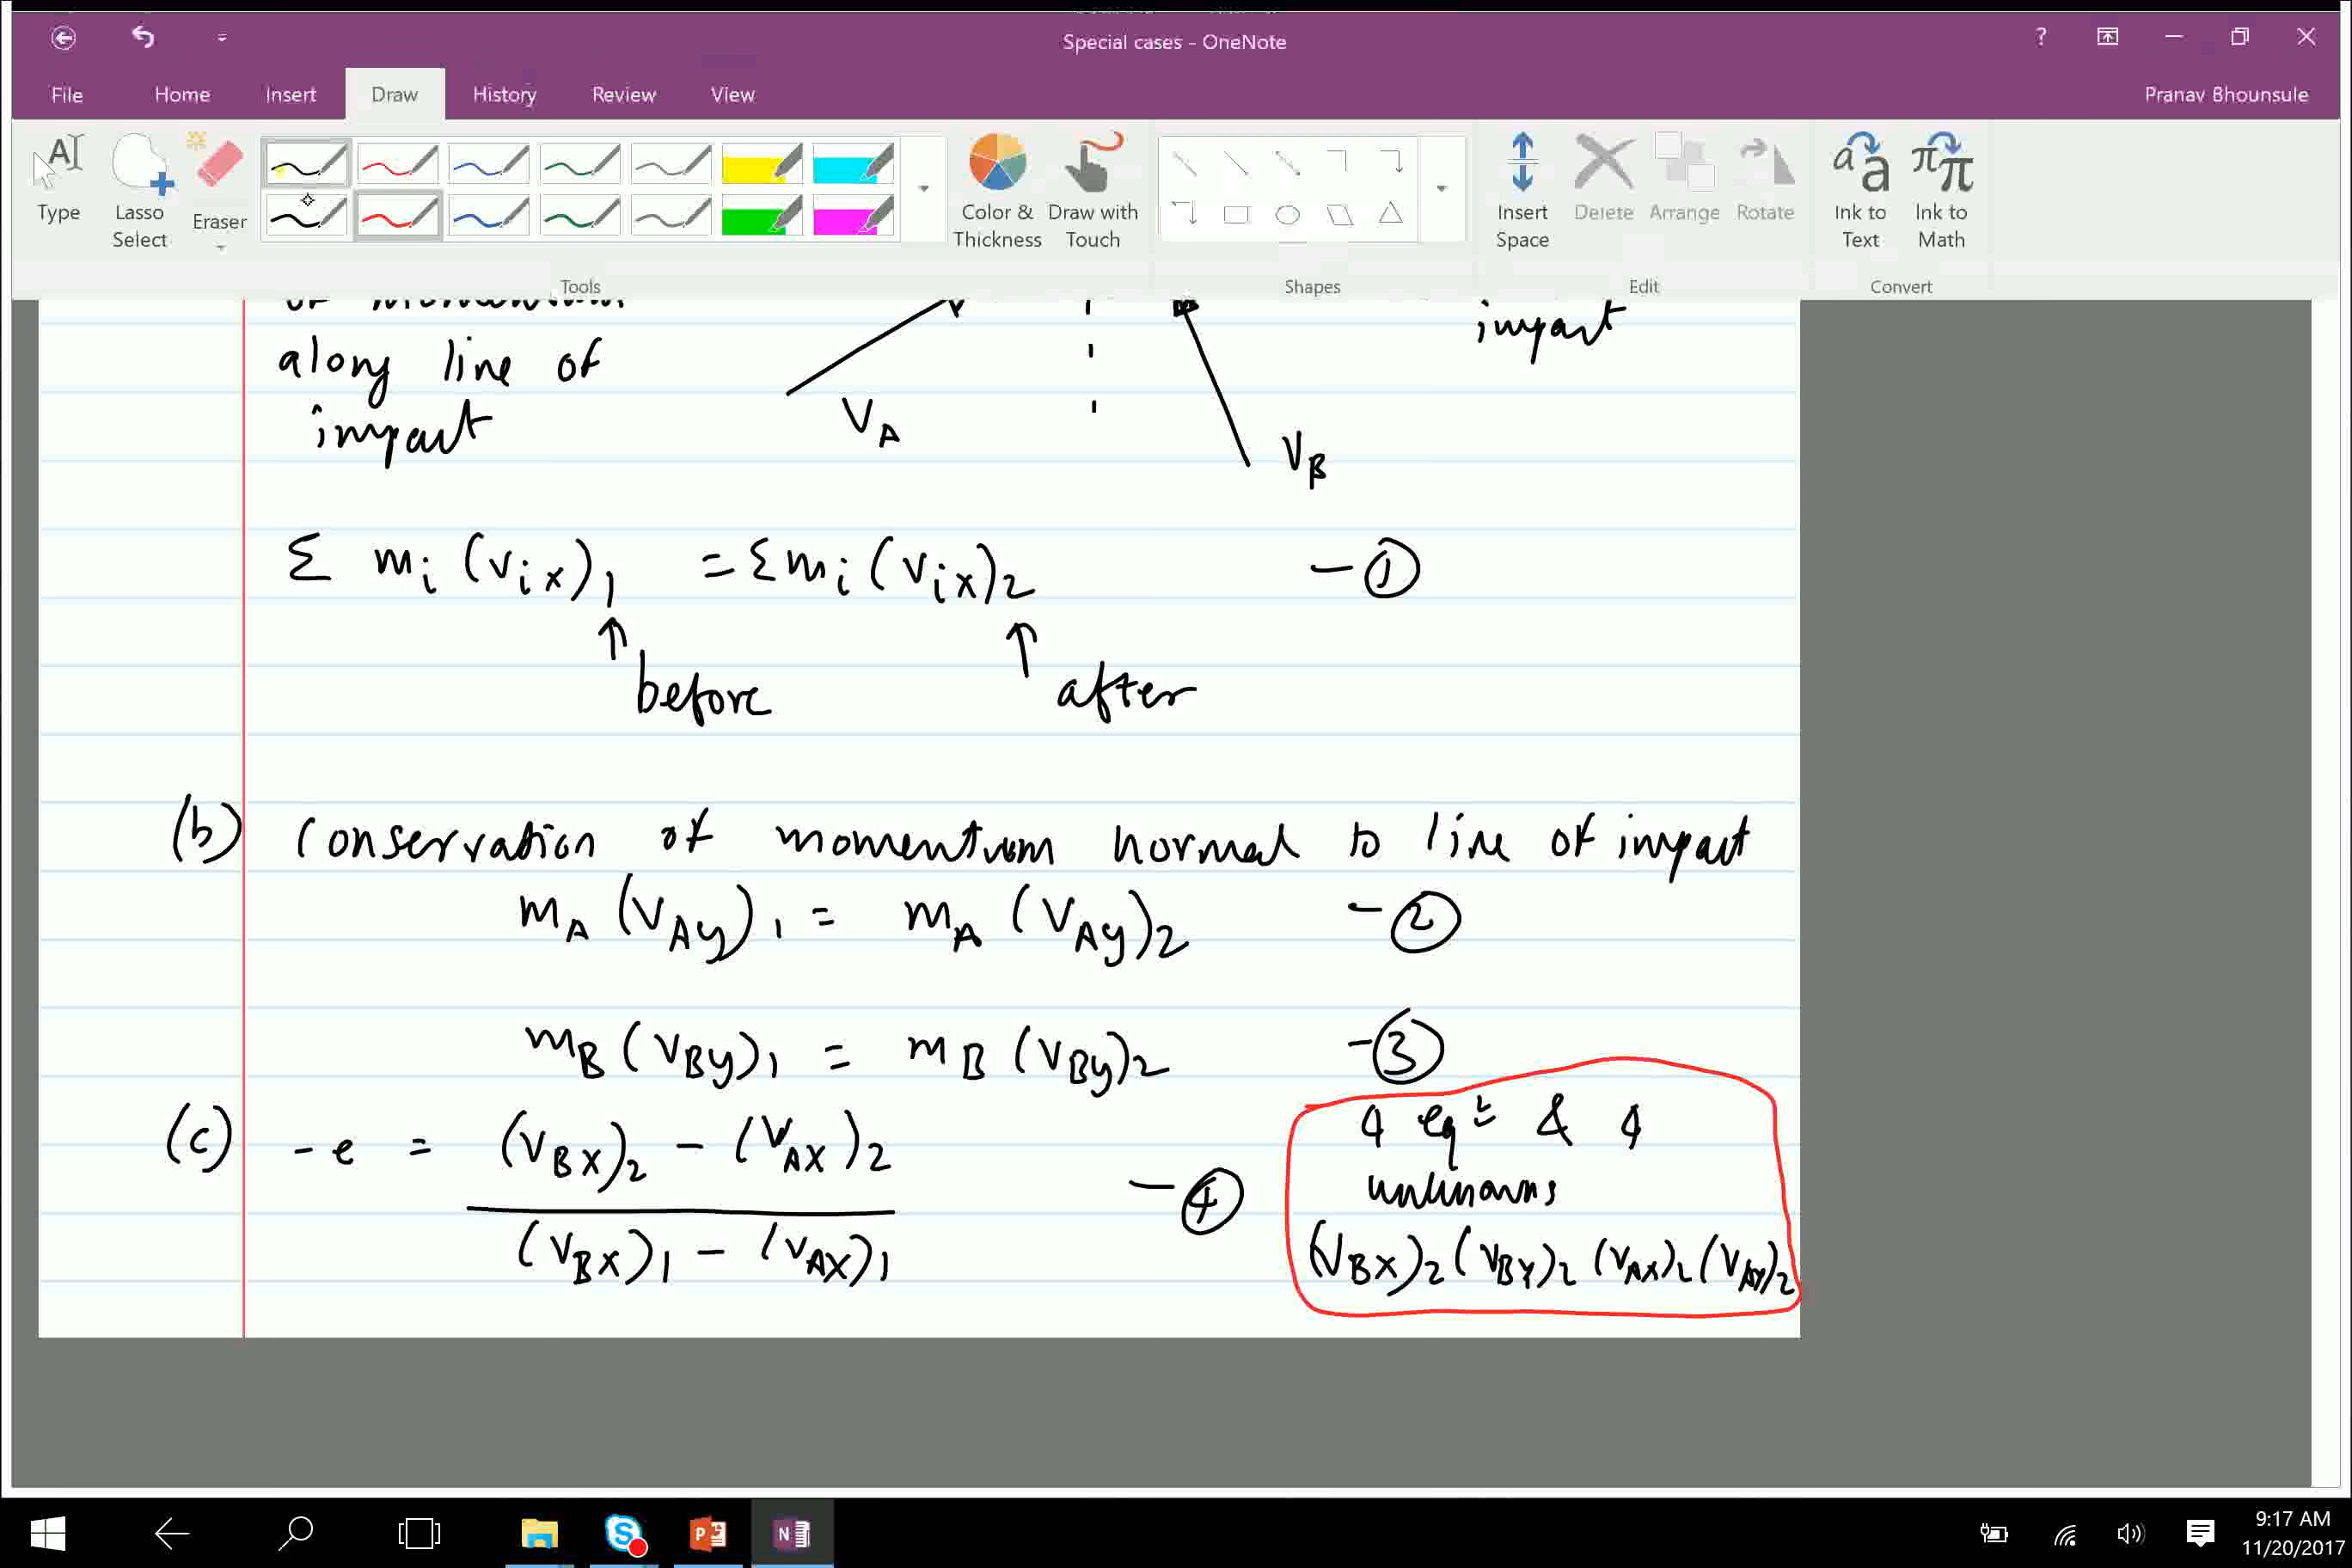 Special cases - OneNote
?
File Home Insert Draw History Review View
Pranav Bhounsule
Type
Lasso Select
Eraser
Color & Thickness
Draw with Touch
Insert Space
Delete
Arrange
Rotate
Ink to Text
Ink to Math
Tools
Shapes
Edit
Convert
of momentum
along line of
impact
V_A
V_B
impact
Σ m_i (v_ix)_1 = Σ m_i (v_ix)_2 - ①
↑ ↑
before after
(b) Conservation of momentum normal to line of impact
m_A (V_Ay)_1 = m_A (V_Ay)_2 - ②
m_B (V_By)_1 = m_B (V_By)_2 - ③
(c) -e = (V_BX)_2 - (V_AX)_2
(V_BX)_1 - (V_AX)_1
- ④
4 eqⁿ & 4
unknowns
(V_BX)_2 (V_BY)_2 (V_AX)_2 (V_AY)_2
9:17 AM
11/20/2017